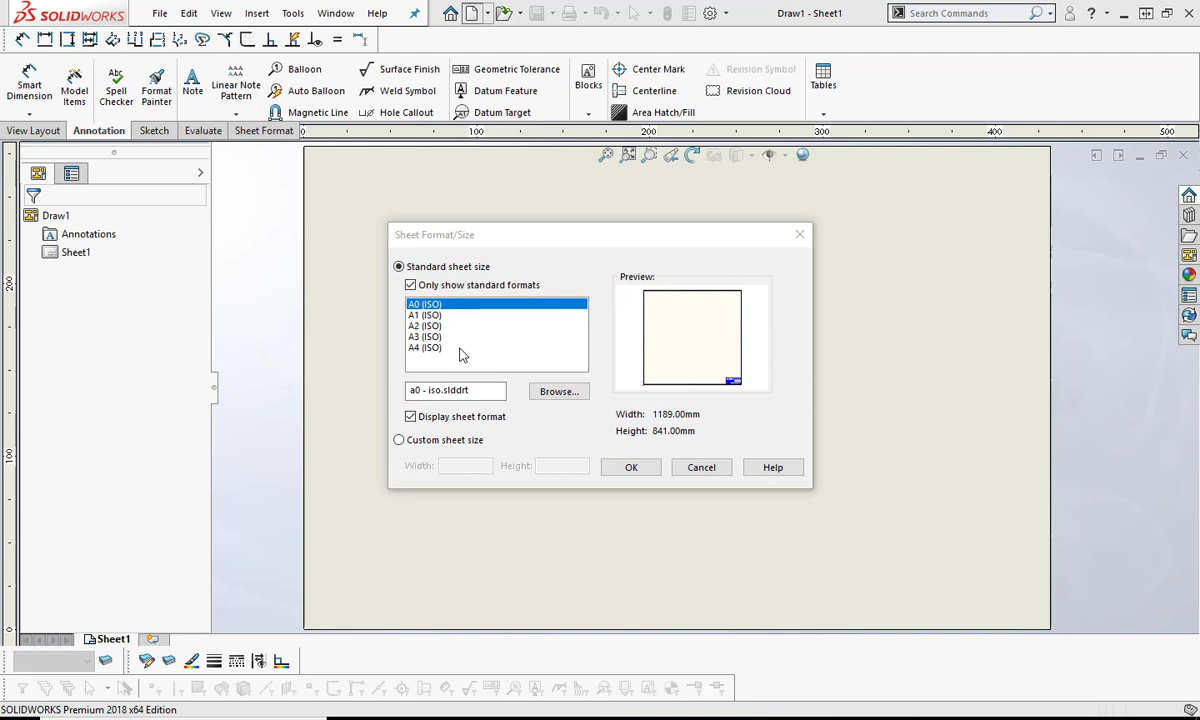 SOLIDWORKS
File Edit View Insert Tools Window Help
Draw1 - Sheet1
Search Commands
?
Smart Dimension
Model Items
Abc
Spell Checker
Format Painter
Note
Linear Note Pattern
Balloon
Auto Balloon
Magnetic Line
Surface Finish
Weld Symbol
Hole Callout
Geometric Tolerance
Datum Feature
Datum Target
Blocks
Center Mark
Centerline
Area Hatch/Fill
Revision Symbol
Revision Cloud
Tables
View Layout Annotation Sketch Evaluate Sheet Format
0 100 200 300 400 500
200
100
0
Draw1
Annotations
Sheet1
Sheet Format/Size
Standard sheet size
Only show standard formats
A0 (ISO)
A1 (ISO)
A2 (ISO)
A3 (ISO)
A4 (ISO)
a0 - iso.slddrt
Browse...
Display sheet format
Custom sheet size
Width: Height:
Preview:
Width: 1189.00mm
Height: 841.00mm
OK Cancel Help
Sheet1
SOLIDWORKS Premium 2018 x64 Edition